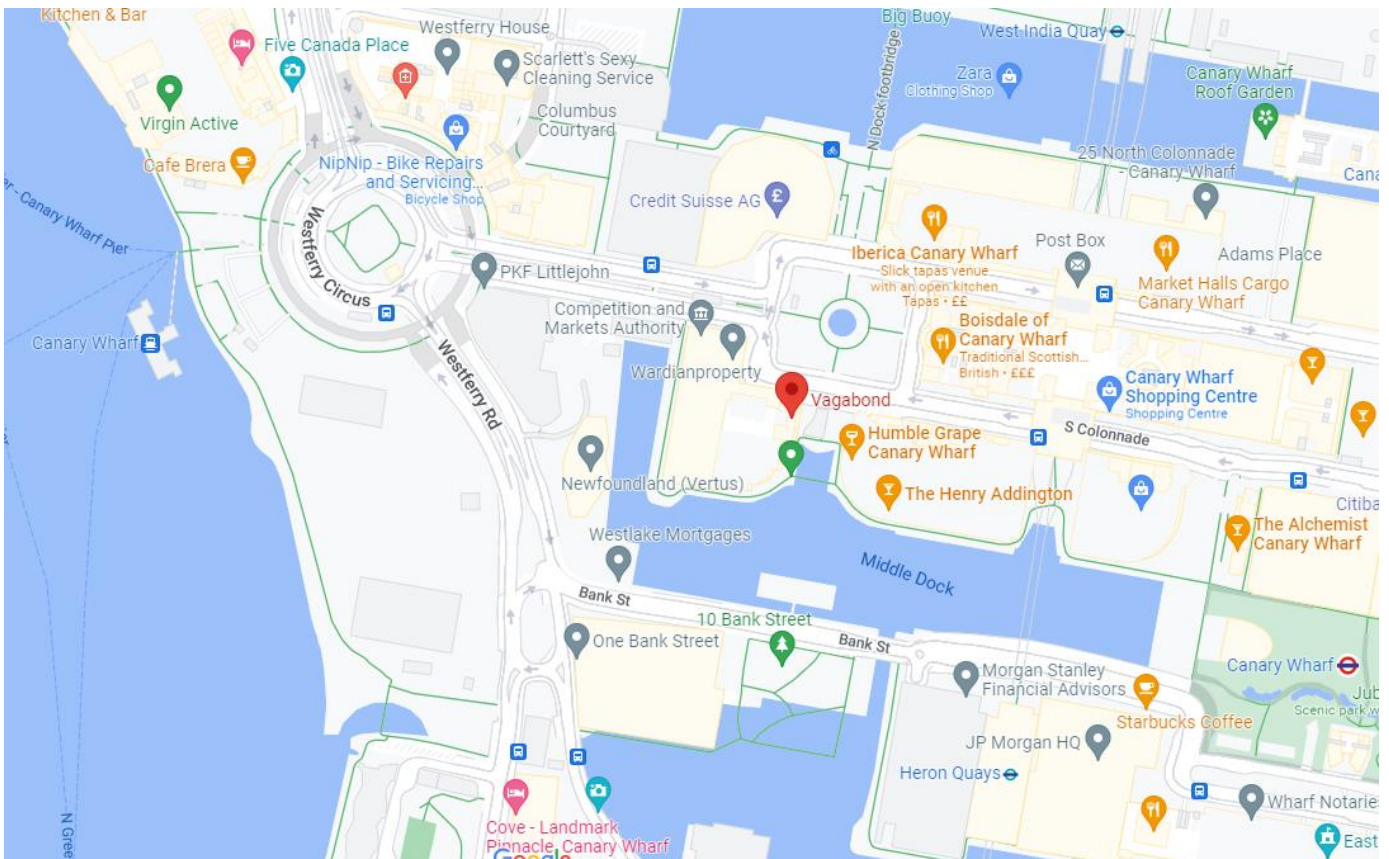 Kitchen & Bar
Westferry House
Big Buoy
West India Quay
Five Canada Place
Scarlett's Sexy
Cleaning Service
Zara
Clothing Shop
Canary Wharf
Roof Garden
Virgin Active
Columbus
Courtyard
N Dock footbridge
Cafe Brera
NipNip - Bike Repairs
and Servicing...
Bicycle Shop
25 North Colonnade
- Canary Wharf
Cana
Canary Wharf Pier
Westferry Circus
Credit Suisse AG
Iberica Canary Wharf
Slick tapas venue
with an open kitchen
Tapas • ££
Post Box
Adams Place
Market Halls Cargo
Canary Wharf
PKF Littlejohn
Competition and
Markets Authority
Boisdale of
Canary Wharf
Traditional Scottish...
British • £££
Canary Wharf
Wardianproperty
Westferry Rd
Vagabond
Canary Wharf
Shopping Centre
Shopping Centre
S Colonnade
Humble Grape
Canary Wharf
Newfoundland (Vertus)
The Henry Addington
Citiba
The Alchemist
Canary Wharf
Westlake Mortgages
Middle Dock
Bank St
10 Bank Street
One Bank Street
Bank St
Morgan Stanley
Financial Advisors
Canary Wharf
Jub
Scenic park w
Starbucks Coffee
JP Morgan HQ
Heron Quays
Wharf Notarie
Cove - Landmark
Pinnacle, Canary Wharf
N Gree
East
Google